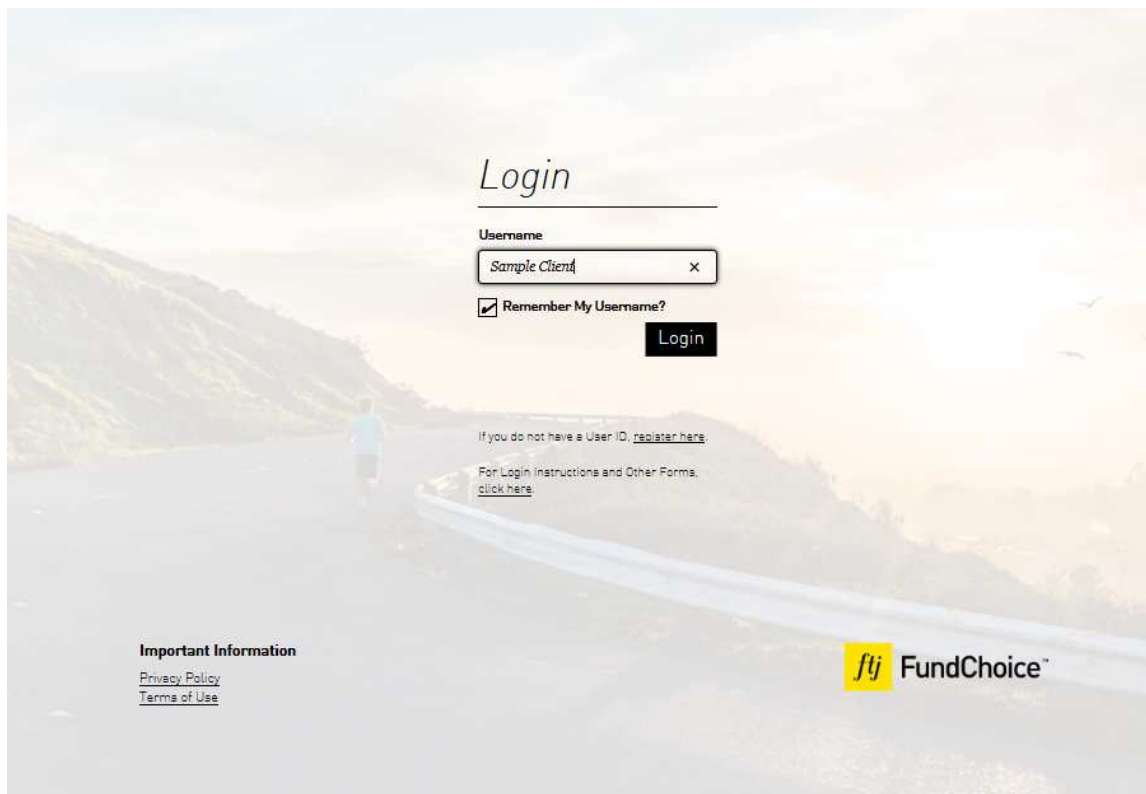 Login
Username
Sample Client
Remember My Username?
Login
If you do not have a User ID, register here.
For Login Instructions and Other Forms,
click here.
Important Information
Privacy Policy
Terms of Use
ftj FundChoice™